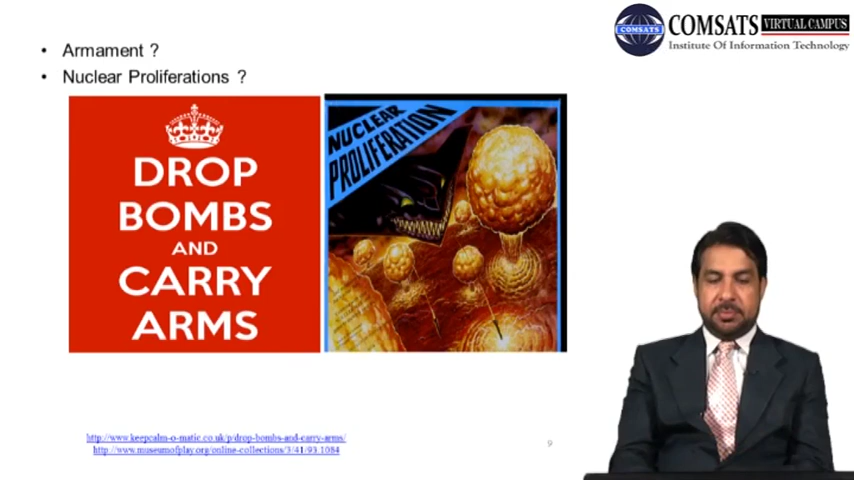 COMSATS VIRTUAL CAMPUS
COMSATS
Institute Of Information Technology
• Armament ?
• Nuclear Proliferations ?
DROP
BOMBS
AND
CARRY
ARMS
NUCLEAR
PROLIFERATION
http://www.keepcalm-o-matic.co.uk/p/drop-bombs-and-carry-arms/
http://www.museumofplay.org/online-collections/3/41/93.1084
9